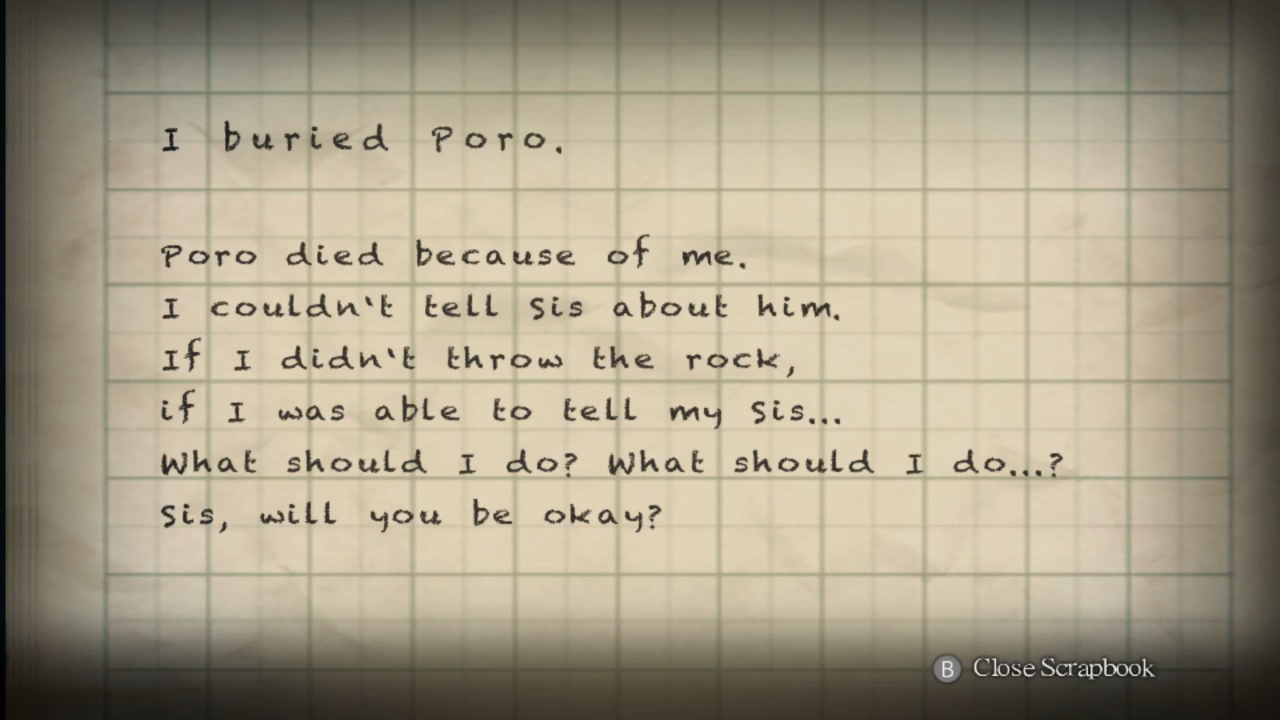 I buried Poro.
Poro died because of me.
I couldn't tell Sis about him.
If I didn't throw the rock,
if I was able to tell my Sis...
What should I do? What should I do...?
Sis, will you be okay?
B Close Scrapbook